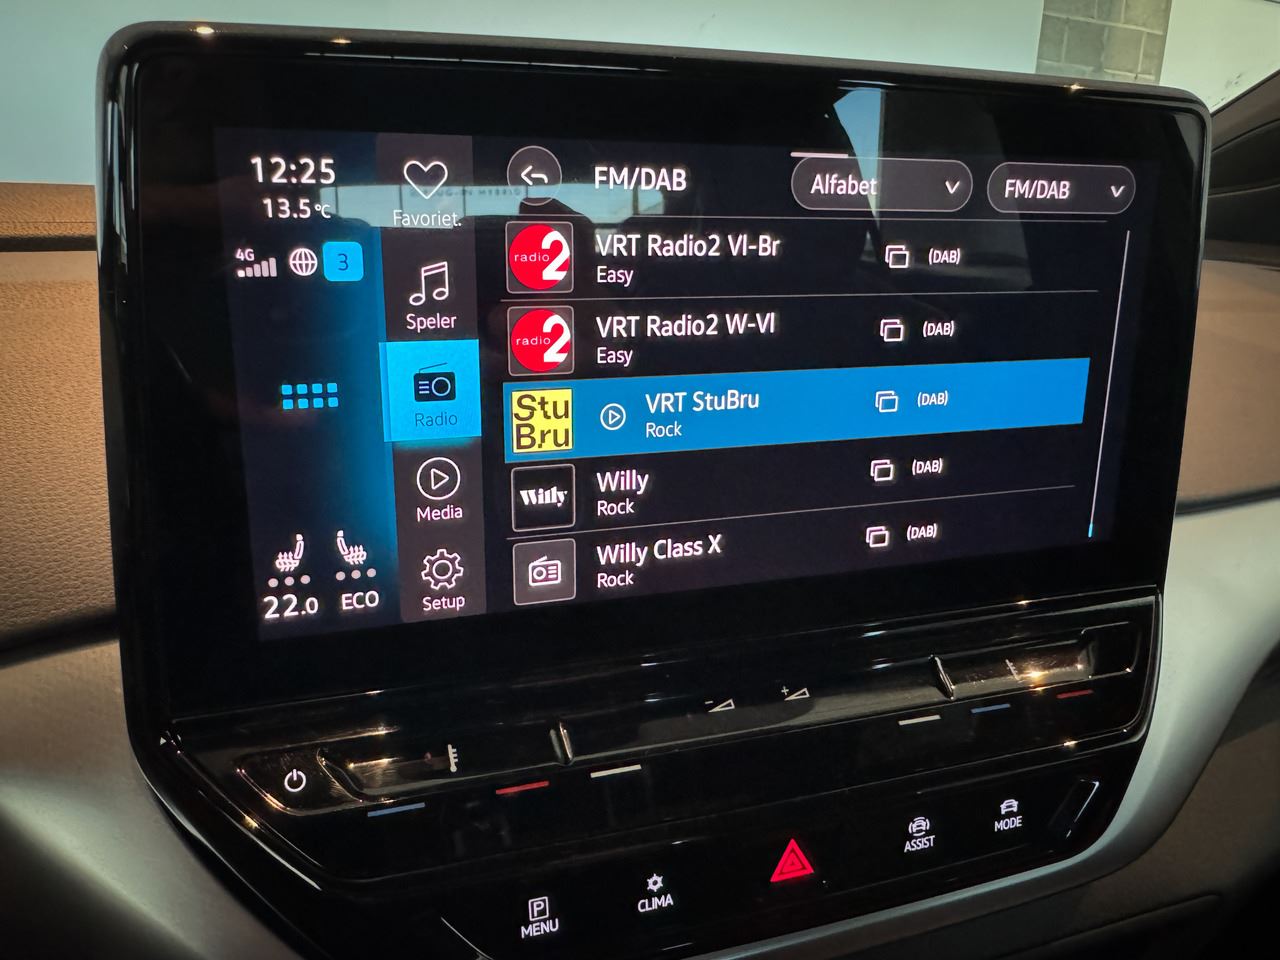 12:25
13.5°C
4G
3
Favoriet.
Speler
Radio
Media
Setup
22.0
ECO
FM/DAB
Alfabet
FM/DAB
radio 2
VRT Radio2 Vl-Br
Easy
(DAB)
radio 2
VRT Radio2 W-Vl
Easy
(DAB)
Stu
Bru
VRT StuBru
Rock
(DAB)
Willy
Willy
Rock
(DAB)
Willy Class X
Rock
(DAB)
P
MENU
CLIMA
ASSIST
MODE